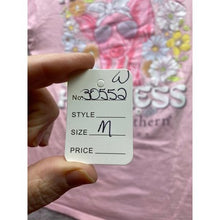 W
No. 30552
STYLE
SIZE M
PRICE
ESS
thern